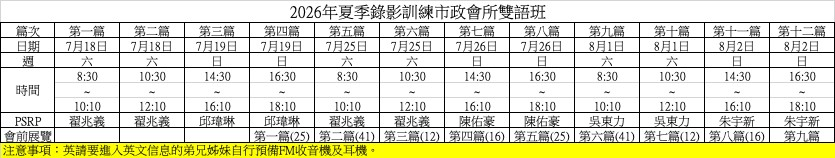 2026年夏季錄影訓練市政會所雙語班
篇次 第一篇 第二篇 第三篇 第四篇 第五篇 第六篇 第七篇 第八篇 第九篇 第十篇 第十一篇 第十二篇
日期 7月18日 7月18日 7月19日 7月19日 7月25日 7月25日 7月26日 7月26日 8月1日 8月1日 8月2日 8月2日
週 六 六 日 日 六 六 日 日 六 六 日 日
時間 8:30 10:30 14:30 16:30 8:30 10:30 14:30 16:30 8:30 10:30 14:30 16:30
~ ~ ~ ~ ~ ~ ~ ~ ~ ~ ~ ~
10:10 12:10 16:10 18:10 10:10 12:10 16:10 18:10 10:10 12:10 16:10 18:10
PSRP 翟兆義 翟兆義 邱瑋琳 邱瑋琳 翟兆義 翟兆義 陳佑豪 陳佑豪 吳東力 吳東力 朱宇新 朱宇新
會前展覽 第一篇(25) 第二篇(41) 第三篇(12) 第四篇(16) 第五篇(25) 第六篇(41) 第七篇(12) 第八篇(16) 第九篇
注意事項：英請要進入英文信息的弟兄姊妹自行預備FM收音機及耳機。